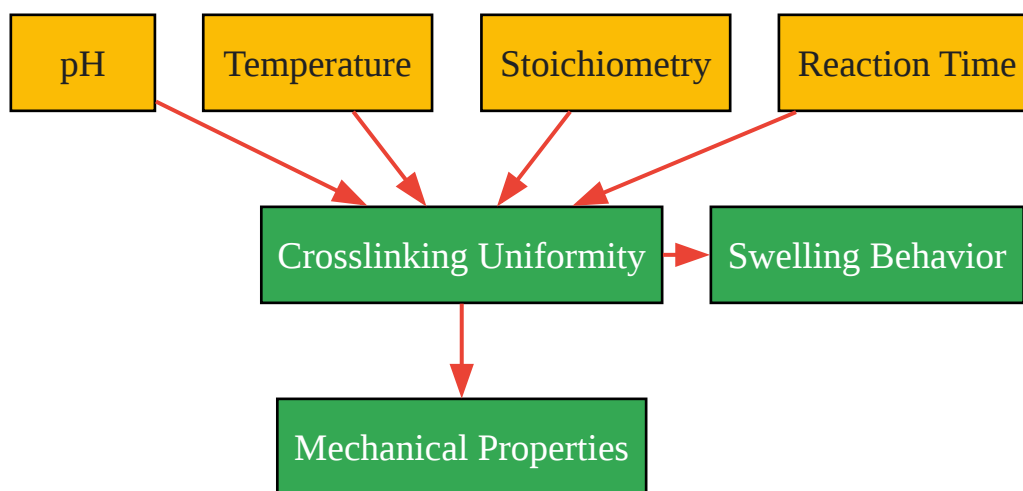 pH
Temperature
Stoichiometry
Reaction Time
Crosslinking Uniformity
Swelling Behavior
Mechanical Properties